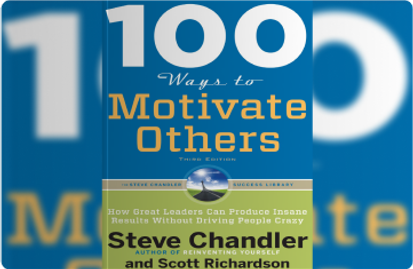 100
Ways to
Motivate
Others
THIRD EDITION
THE STEVE CHANDLER SUCCESS LIBRARY
How Great Leaders Can Produce Insane
Results Without Driving People Crazy
Steve Chandler
AUTHOR OF REINVENTING YOURSELF
and Scott Richardson